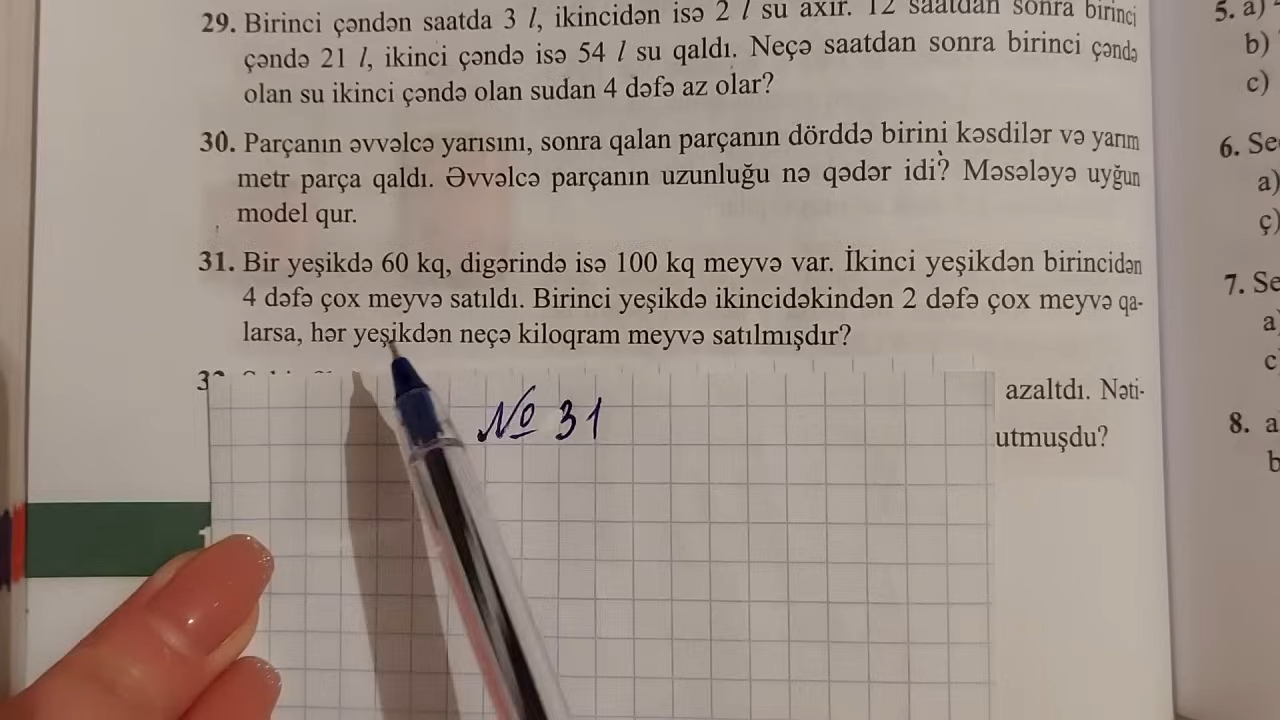 29. Birinci çəndən saatda 3 l, ikincidən isə 2 l su axır. 12 saatdan sonra birinci
çəndə 21 l, ikinci çəndə isə 54 l su qaldı. Neçə saatdan sonra birinci çəndə
olan su ikinci çəndə olan sudan 4 dəfə az olar?
30. Parçanın əvvəlcə yarısını, sonra qalan parçanın dörddə birini kəsdilər və yarım
metr parça qaldı. Əvvəlcə parçanın uzunluğu nə qədər idi? Məsələyə uyğun
model qur.
31. Bir yeşikdə 60 kq, digərində isə 100 kq meyvə var. İkinci yeşikdən birincidən
4 dəfə çox meyvə satıldı. Birinci yeşikdə ikincidəkindən 2 dəfə çox meyvə qa-
larsa, hər yeşikdən neçə kiloqram meyvə satılmışdır?
azaltdı. Nəti-
utmuşdu?
№ 31
5. a)
b)
c)
6. Se
a)
ç)
7. Se
a
c
8. a
b